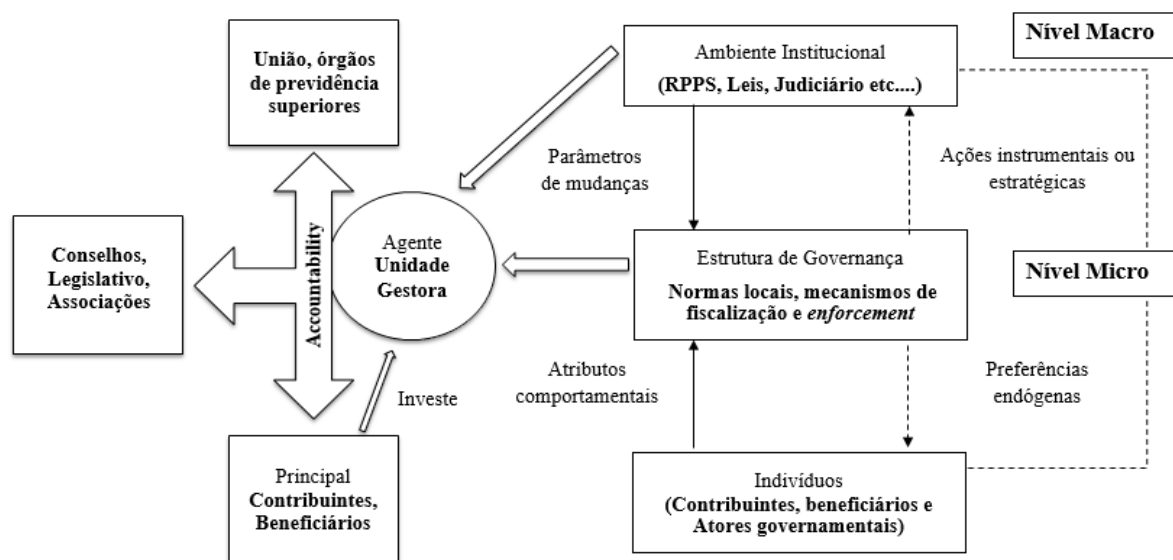 União, órgãos
de previdência
superiores
Ambiente Institucional
(RPPS, Leis, Judiciário etc....)
Nível Macro
Parâmetros
de mudanças
Ações instrumentais ou
estratégicas
Conselhos,
Legislativo,
Associações
Accountability
Agente
Unidade
Gestora
Estrutura de Governança
Normas locais, mecanismos de
fiscalização e enforcement
Nível Micro
Investe
Atributos
comportamentais
Preferências
endógenas
Principal
Contribuintes,
Beneficiários
Indivíduos
(Contribuintes, beneficiários e
Atores governamentais)